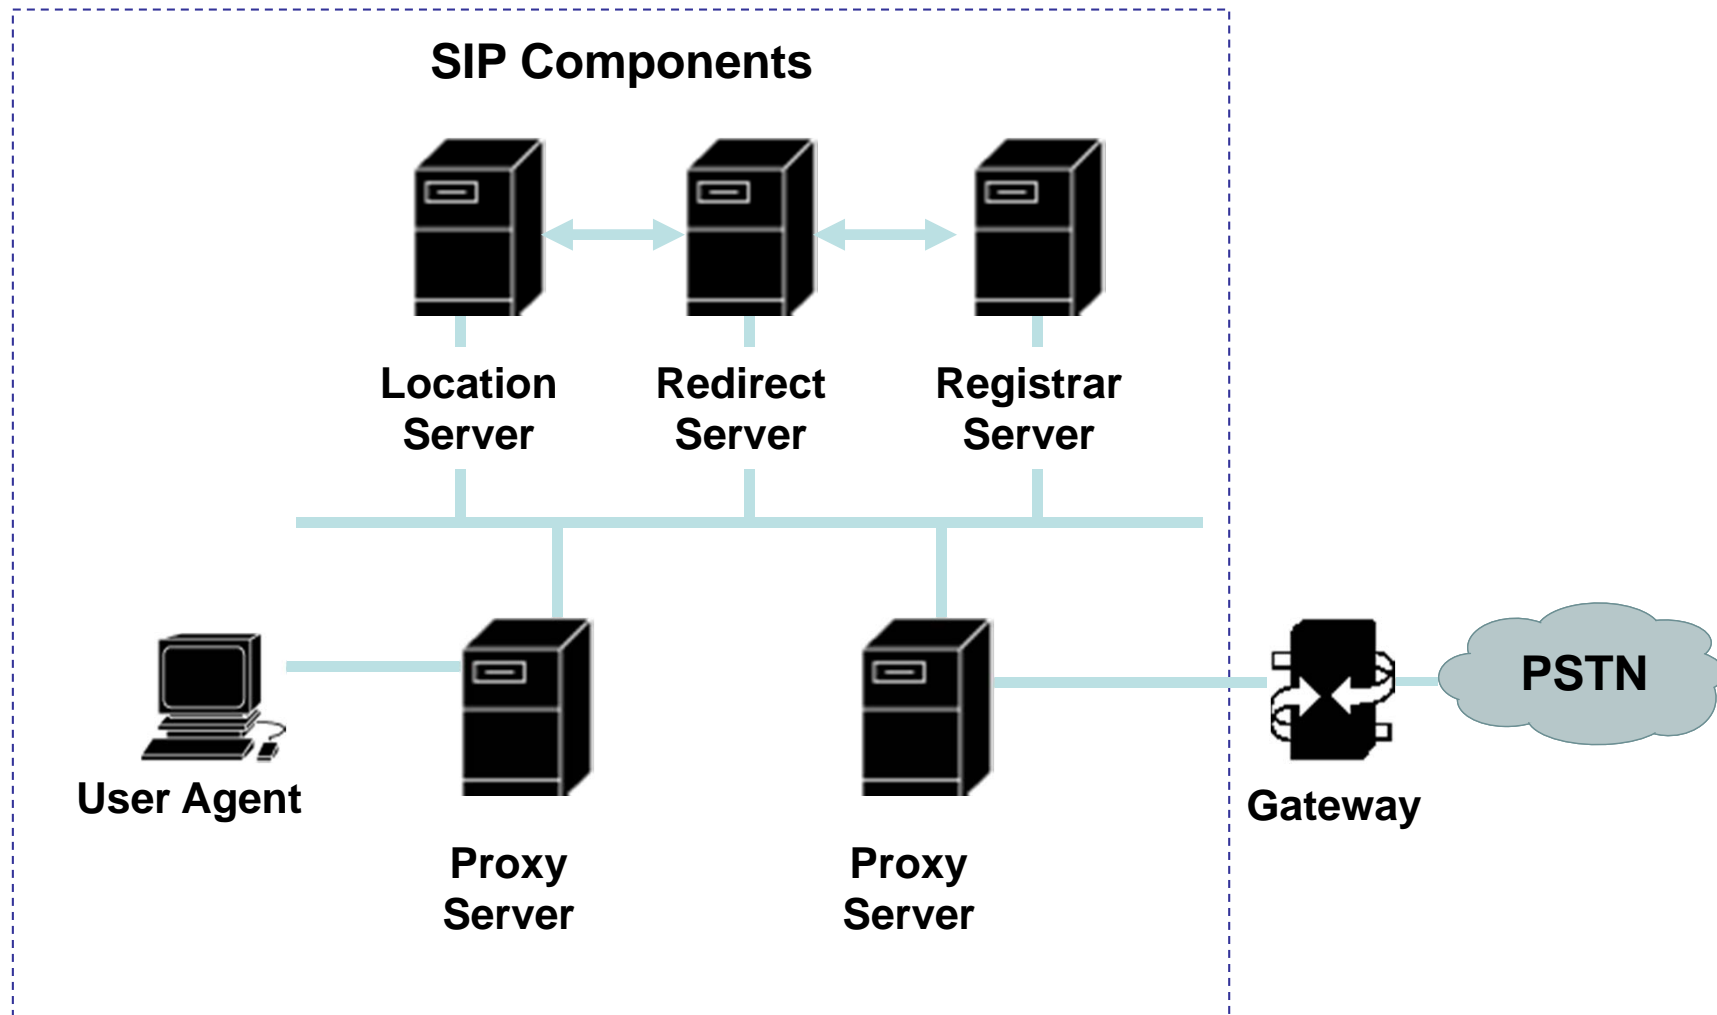 SIP Components
Location
Server
Redirect
Server
Registrar
Server
User Agent
Proxy
Server
Proxy
Server
Gateway
PSTN